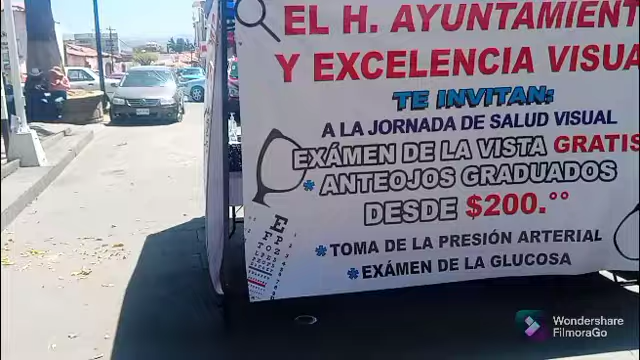 EL H. AYUNTAMIENT
Y EXCELENCIA VISUA
TE INVITAN:
A LA JORNADA DE SALUD VISUAL
EXÁMEN DE LA VISTA GRATIS
* ANTEOJOS GRADUADOS
DESDE $200.°°
* TOMA DE LA PRESIÓN ARTERIAL
* EXÁMEN DE LA GLUCOSA
Wondershare
FilmoraGo